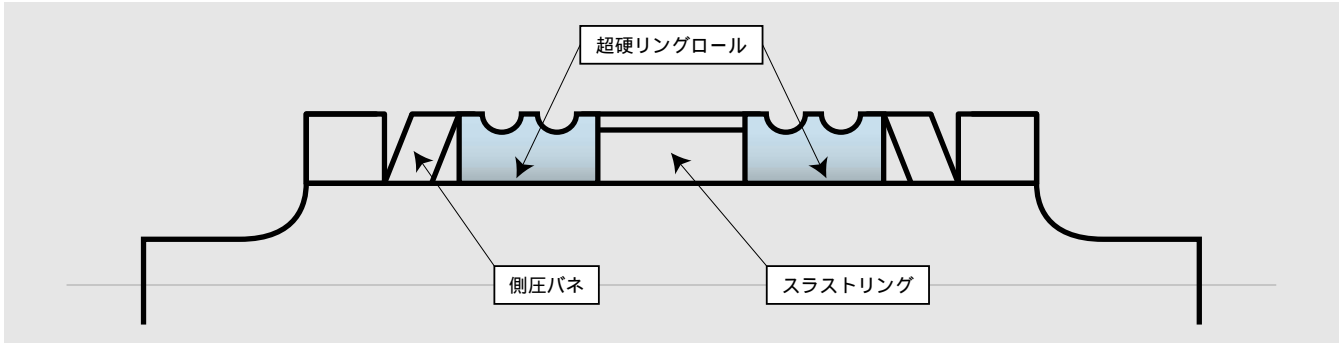 超硬リングロール
側圧バネ
スラストリング